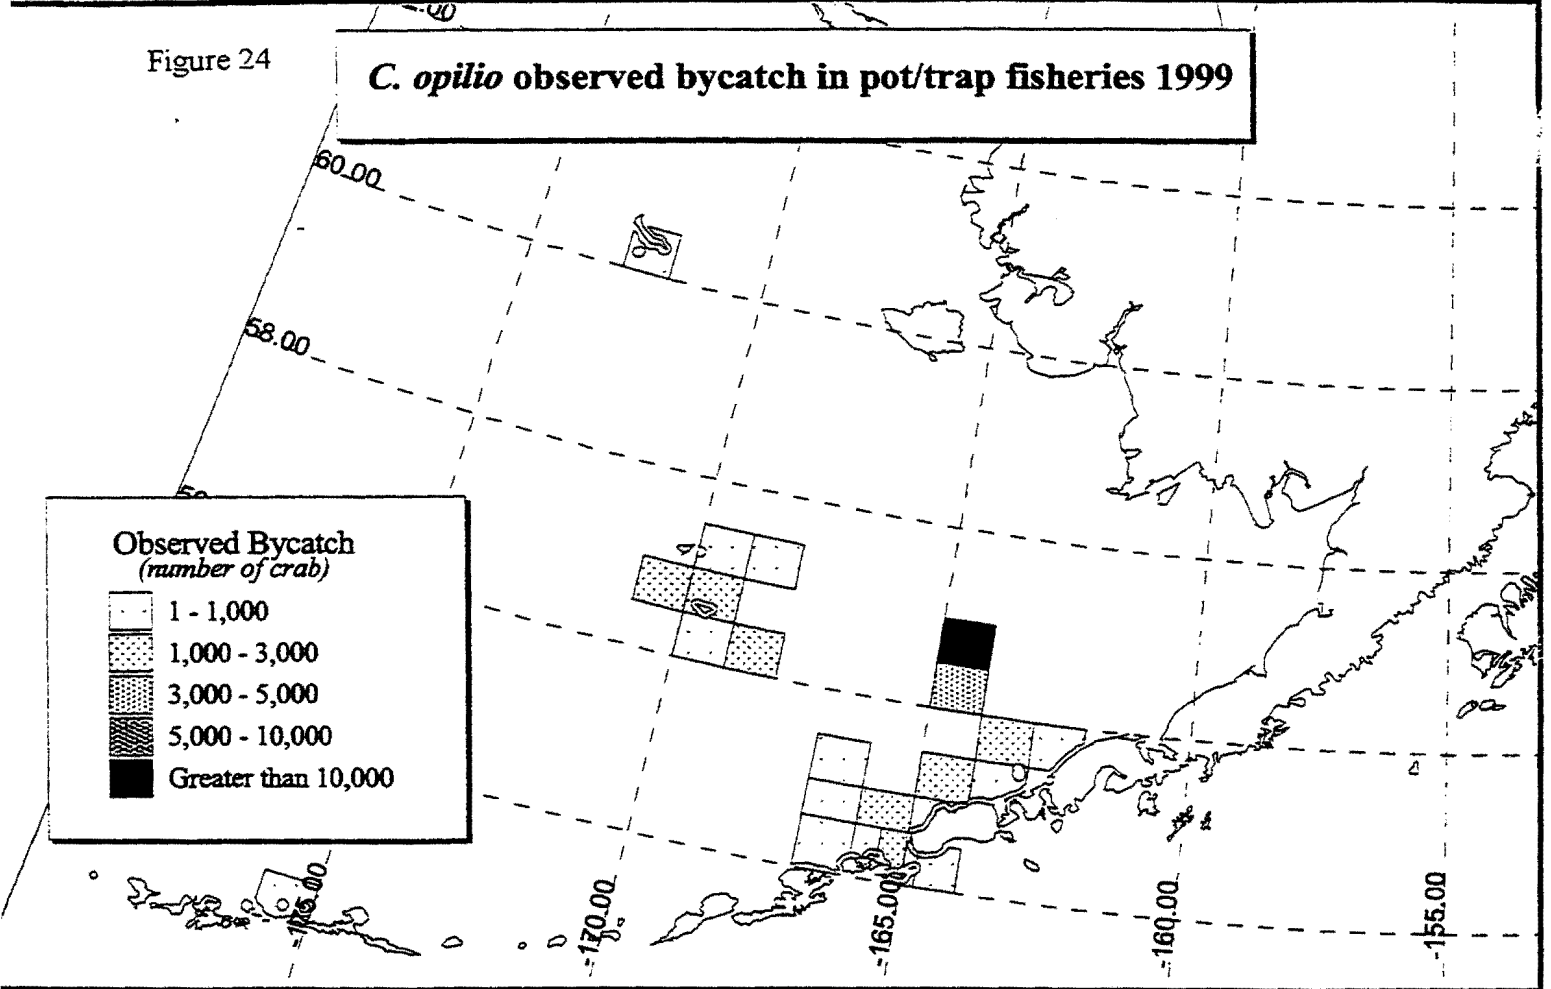 Figure 24
C. opilio observed bycatch in pot/trap fisheries 1999
60.00
58.00
Observed Bycatch
(number of crab)
1 - 1,000
1,000 - 3,000
3,000 - 5,000
5,000 - 10,000
Greater than 10,000
-170.00
-165.00
-160.00
-155.00